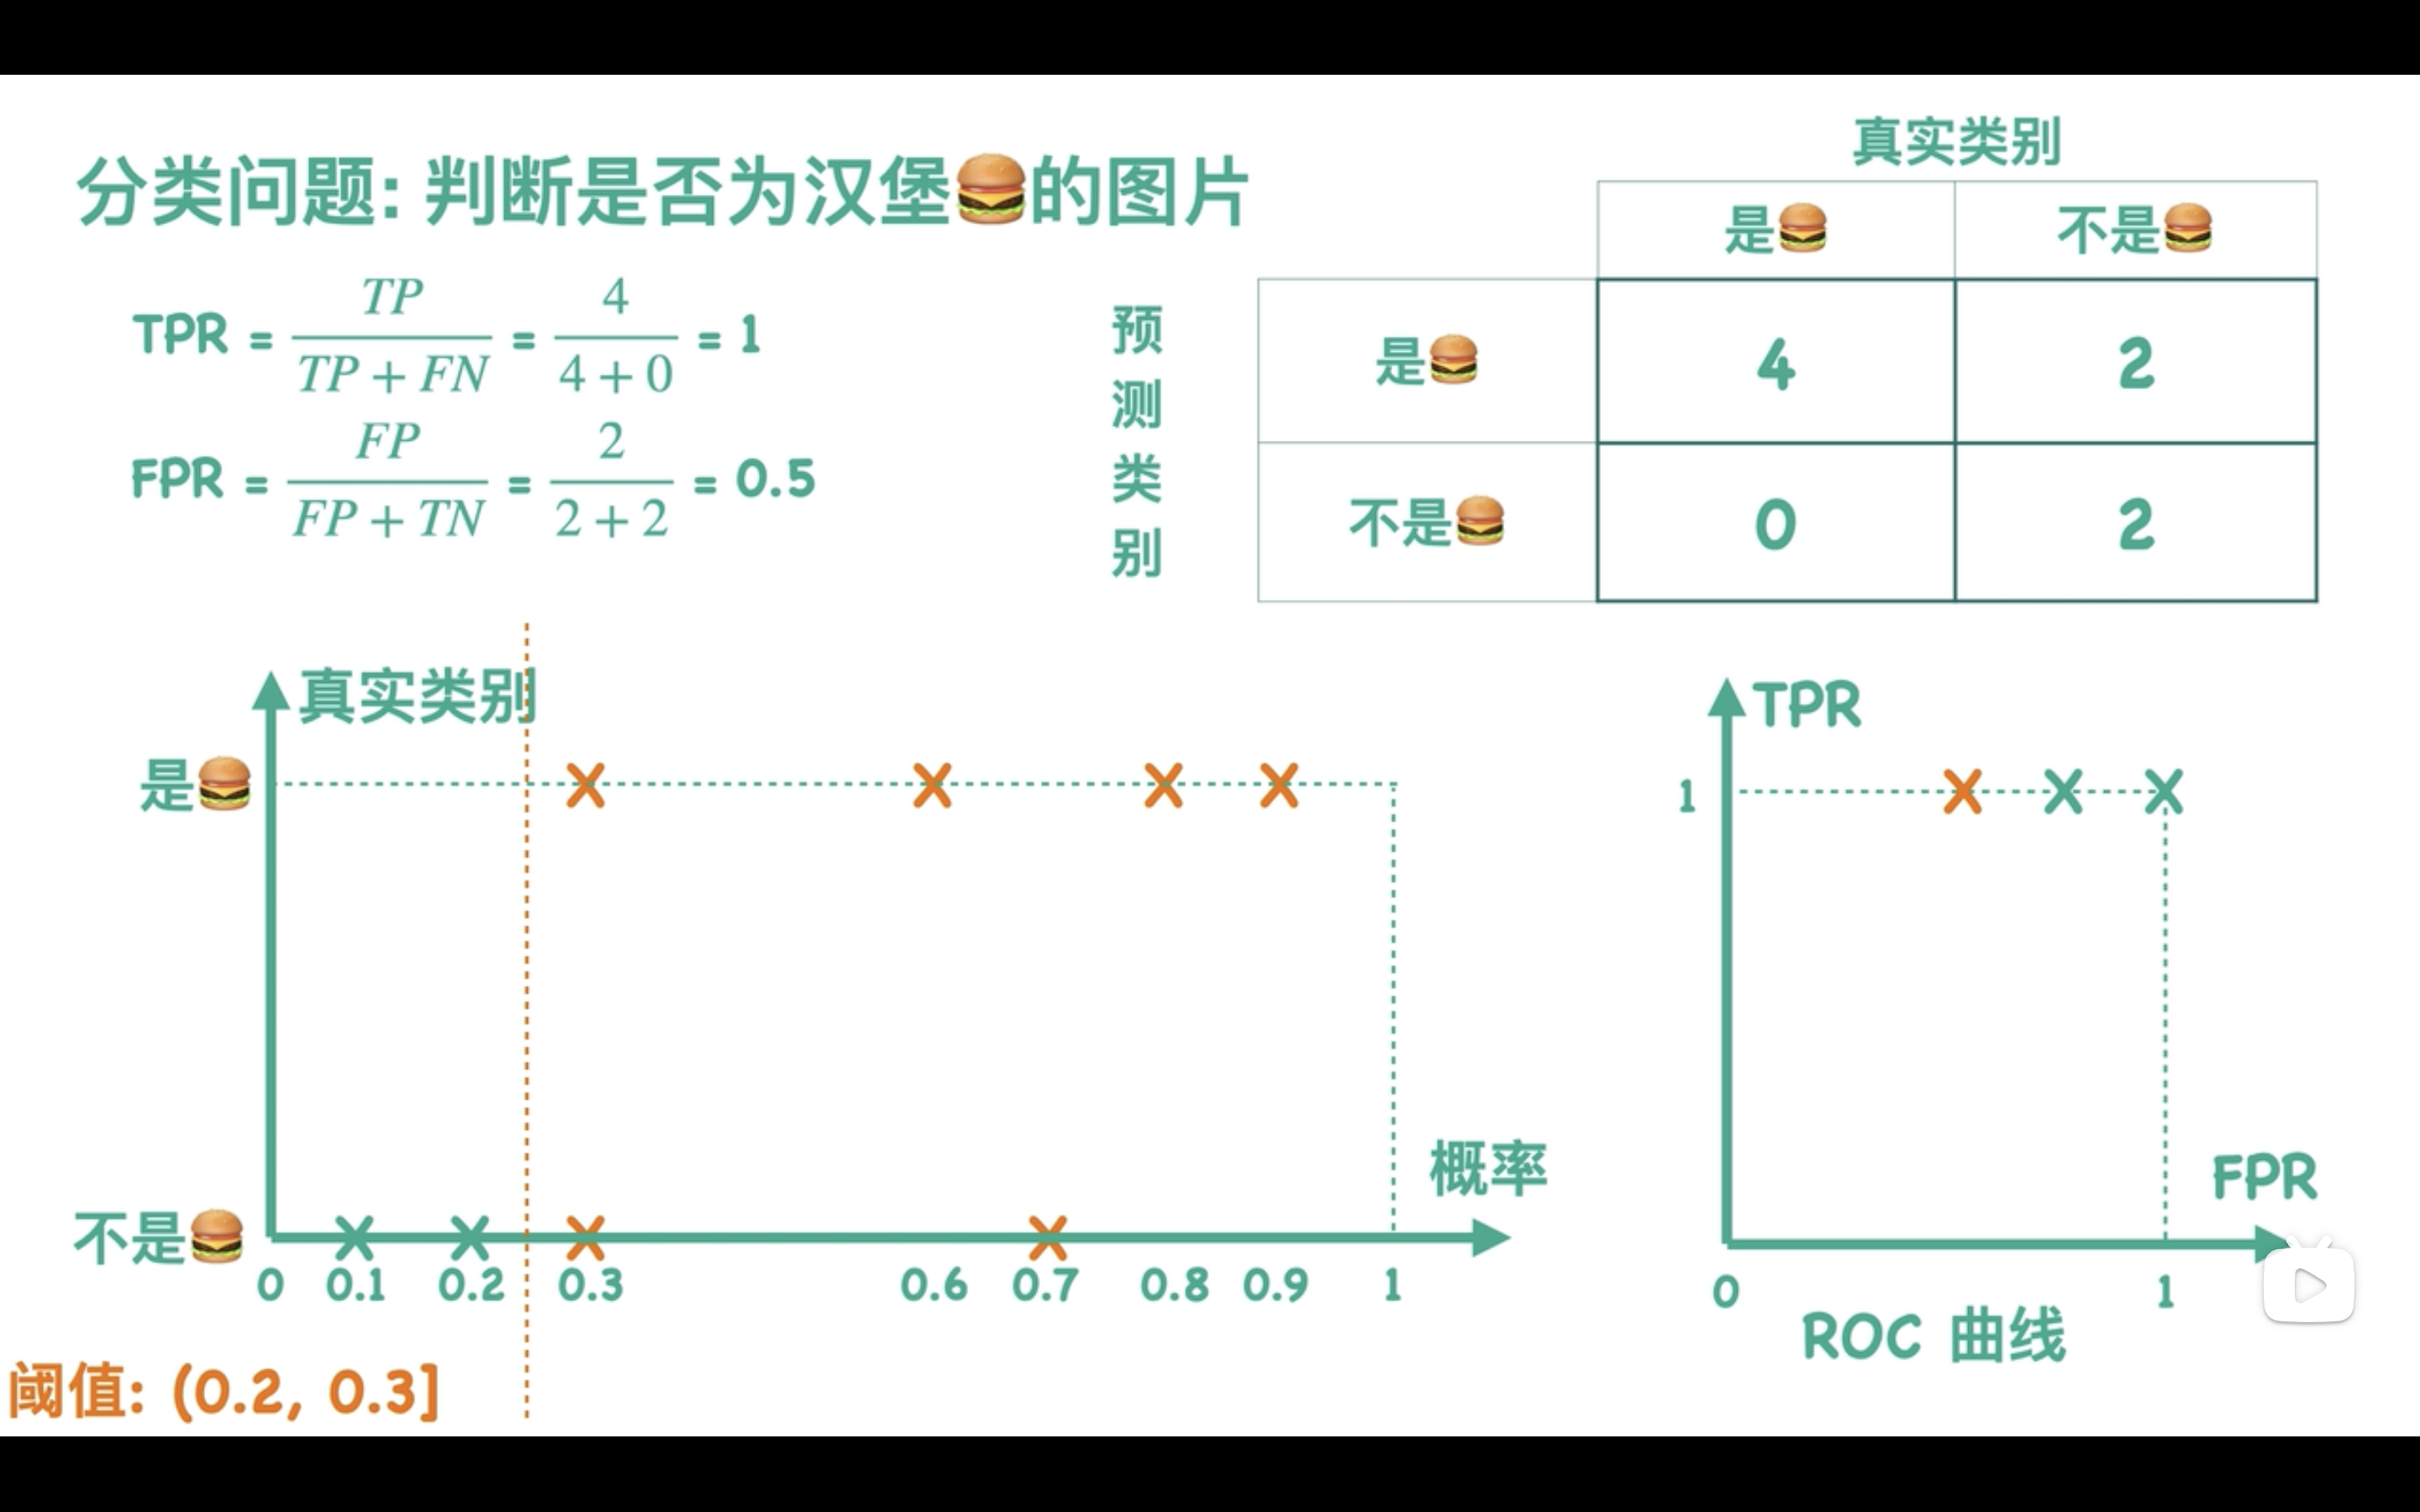 分类问题: 判断是否为汉堡🍔的图片
TPR = TP / (TP + FN) = 4 / (4 + 0) = 1
FPR = FP / (FP + TN) = 2 / (2 + 2) = 0.5
真实类别
是🍔 不是🍔
预测类别
是🍔 4 2
不是🍔 0 2
真实类别
是🍔
不是🍔
0 0.1 0.2 0.3 0.6 0.7 0.8 0.9 1
概率
阈值: (0.2, 0.3]
TPR
1
FPR
0 1
ROC 曲线